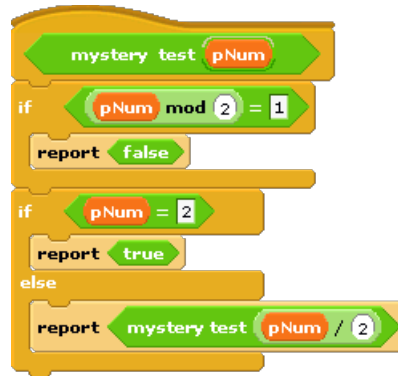 mystery test pNum
if pNum mod 2 = 1
report false
if pNum = 2
report true
else
report mystery test pNum / 2